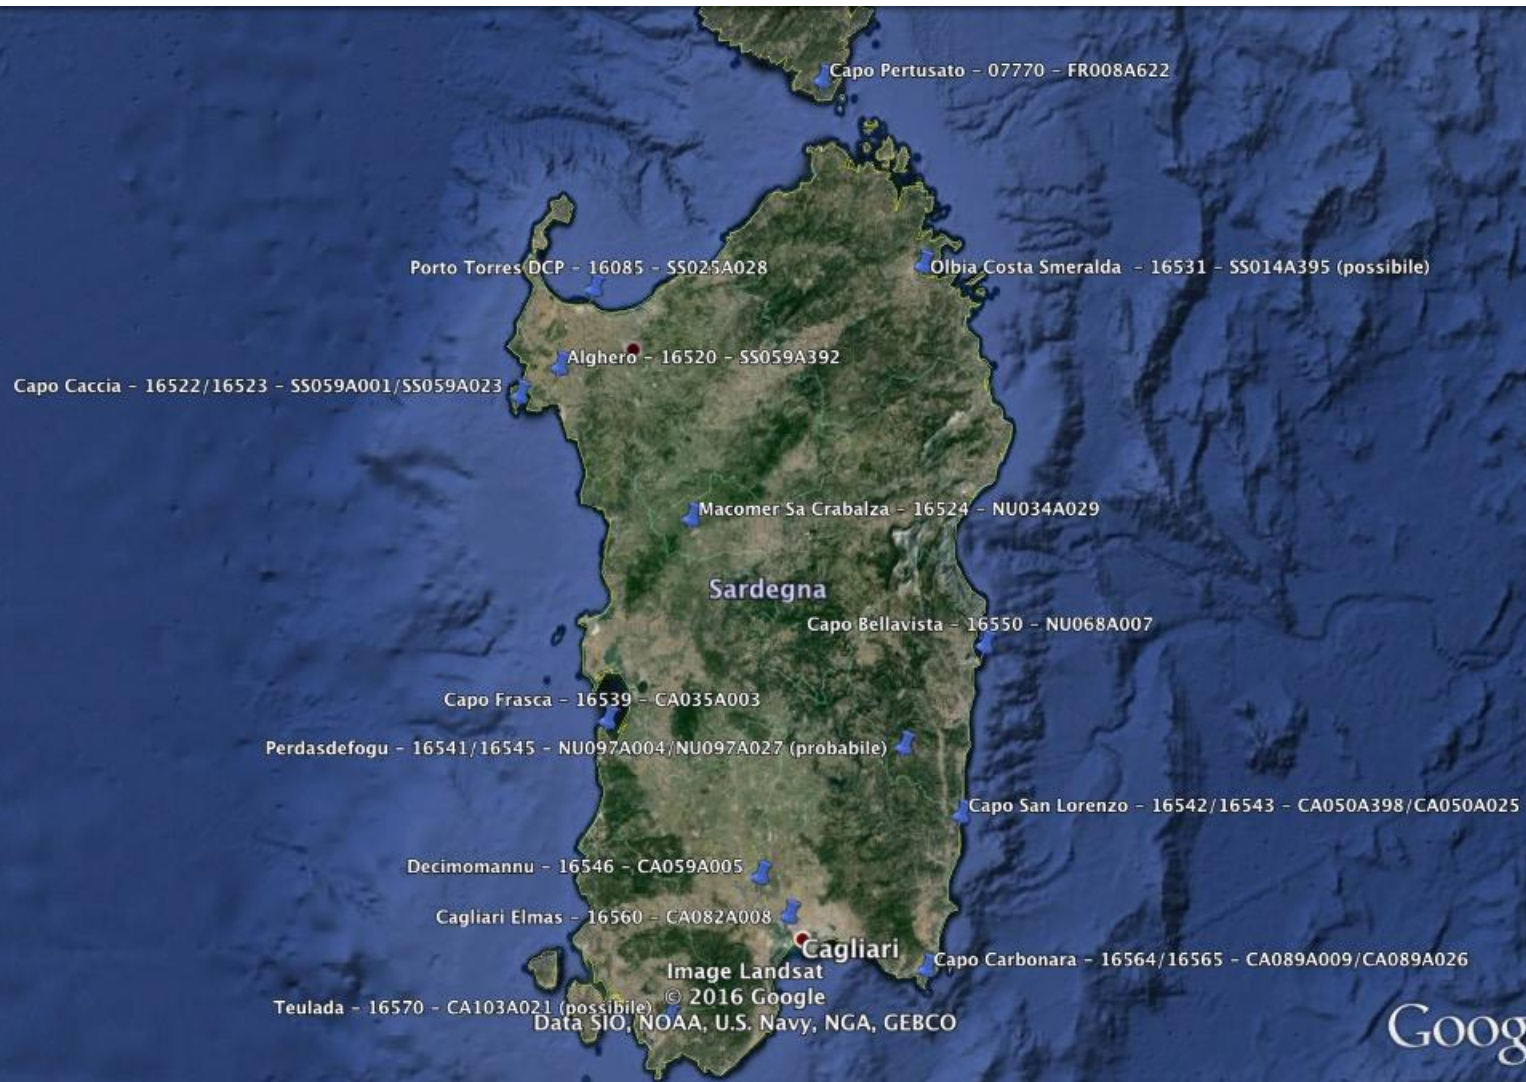 Capo Pertusato - 07770 - FR008A622
Porto Torres DCP - 16085 - SS025A028
Olbia Costa Smeralda - 16531 - SS014A395 (possibile)
Alghero - 16520 - SS059A392
Capo Caccia - 16522/16523 - SS059A001/SS059A023
Macomer Sa Crabalza - 16524 - NU034A029
Sardegna
Capo Bellavista - 16550 - NU068A007
Capo Frasca - 16539 - CA035A003
Perdasdefogu - 16541/16545 - NU097A004/NU097A027 (probabile)
Capo San Lorenzo - 16542/16543 - CA050A398/CA050A025
Decimomannu - 16546 - CA059A005
Cagliari Elmas - 16560 - CA082A008
Cagliari
Capo Carbonara - 16564/16565 - CA089A009/CA089A026
Image Landsat
© 2016 Google
Teulada - 16570 - CA103A021 (possibile)
Data SIO, NOAA, U.S. Navy, NGA, GEBCO
Goog